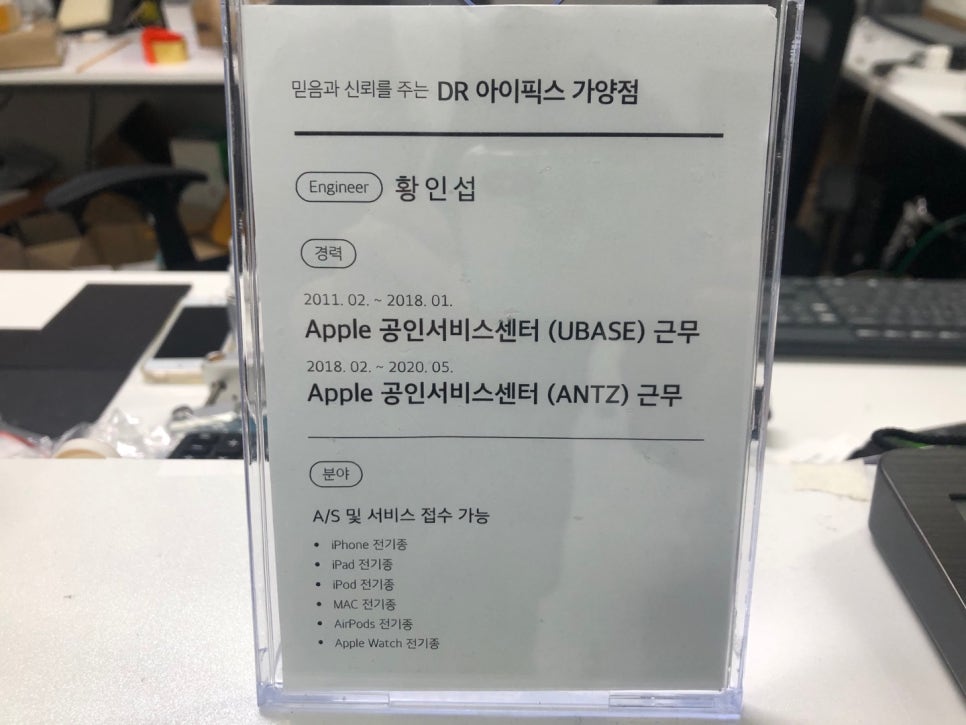 믿음과 신뢰를 주는 DR 아이픽스 가양점
Engineer 황인섭
경력
2011. 02. ~ 2018. 01.
Apple 공인서비스센터 (UBASE) 근무
2018. 02. ~ 2020. 05.
Apple 공인서비스센터 (ANTZ) 근무
분야
A/S 및 서비스 접수 가능
• iPhone 전기종
• iPad 전기종
• iPod 전기종
• MAC 전기종
• AirPods 전기종
• Apple Watch 전기종